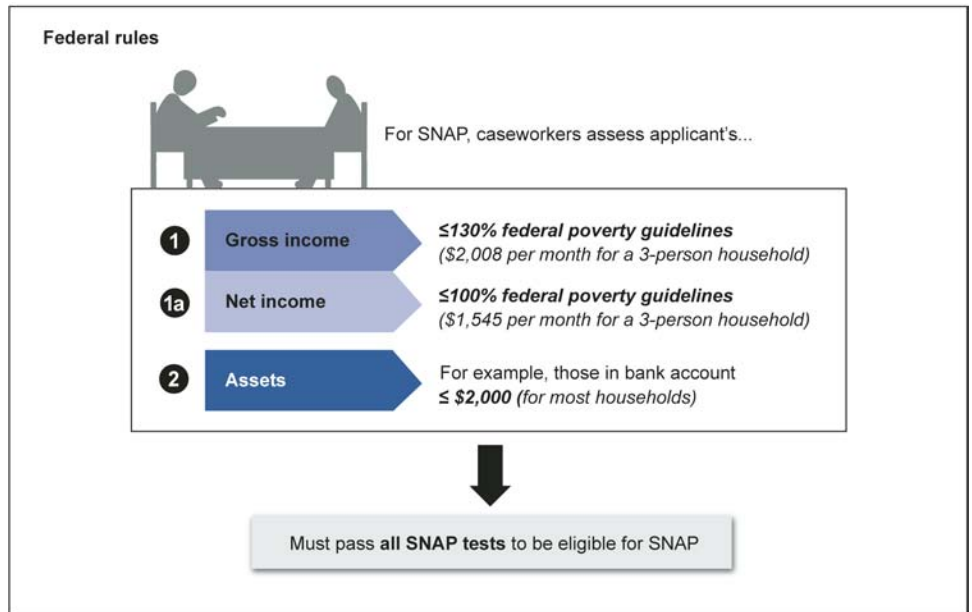 Federal rules
For SNAP, caseworkers assess applicant's...
1 Gross income
≤130% federal poverty guidelines
($2,008 per month for a 3-person household)
1a Net income
≤100% federal poverty guidelines
($1,545 per month for a 3-person household)
2 Assets
For example, those in bank account
≤ $2,000 (for most households)
Must pass all SNAP tests to be eligible for SNAP